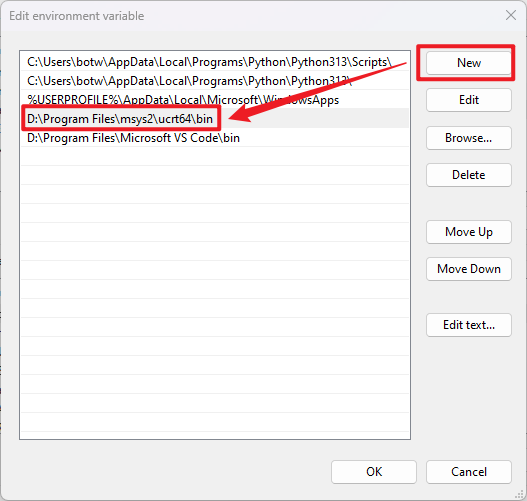 Edit environment variable
C:\Users\botw\AppData\Local\Programs\Python\Python313\Scripts\
New
C:\Users\botw\AppData\Local\Programs\Python\Python313\
%USERPROFILE%\AppData\Local\Microsoft\WindowsApps
Edit
D:\Program Files\msys2\ucrt64\bin
D:\Program Files\Microsoft VS Code\bin
Browse...
Delete
Move Up
Move Down
Edit text...
OK
Cancel